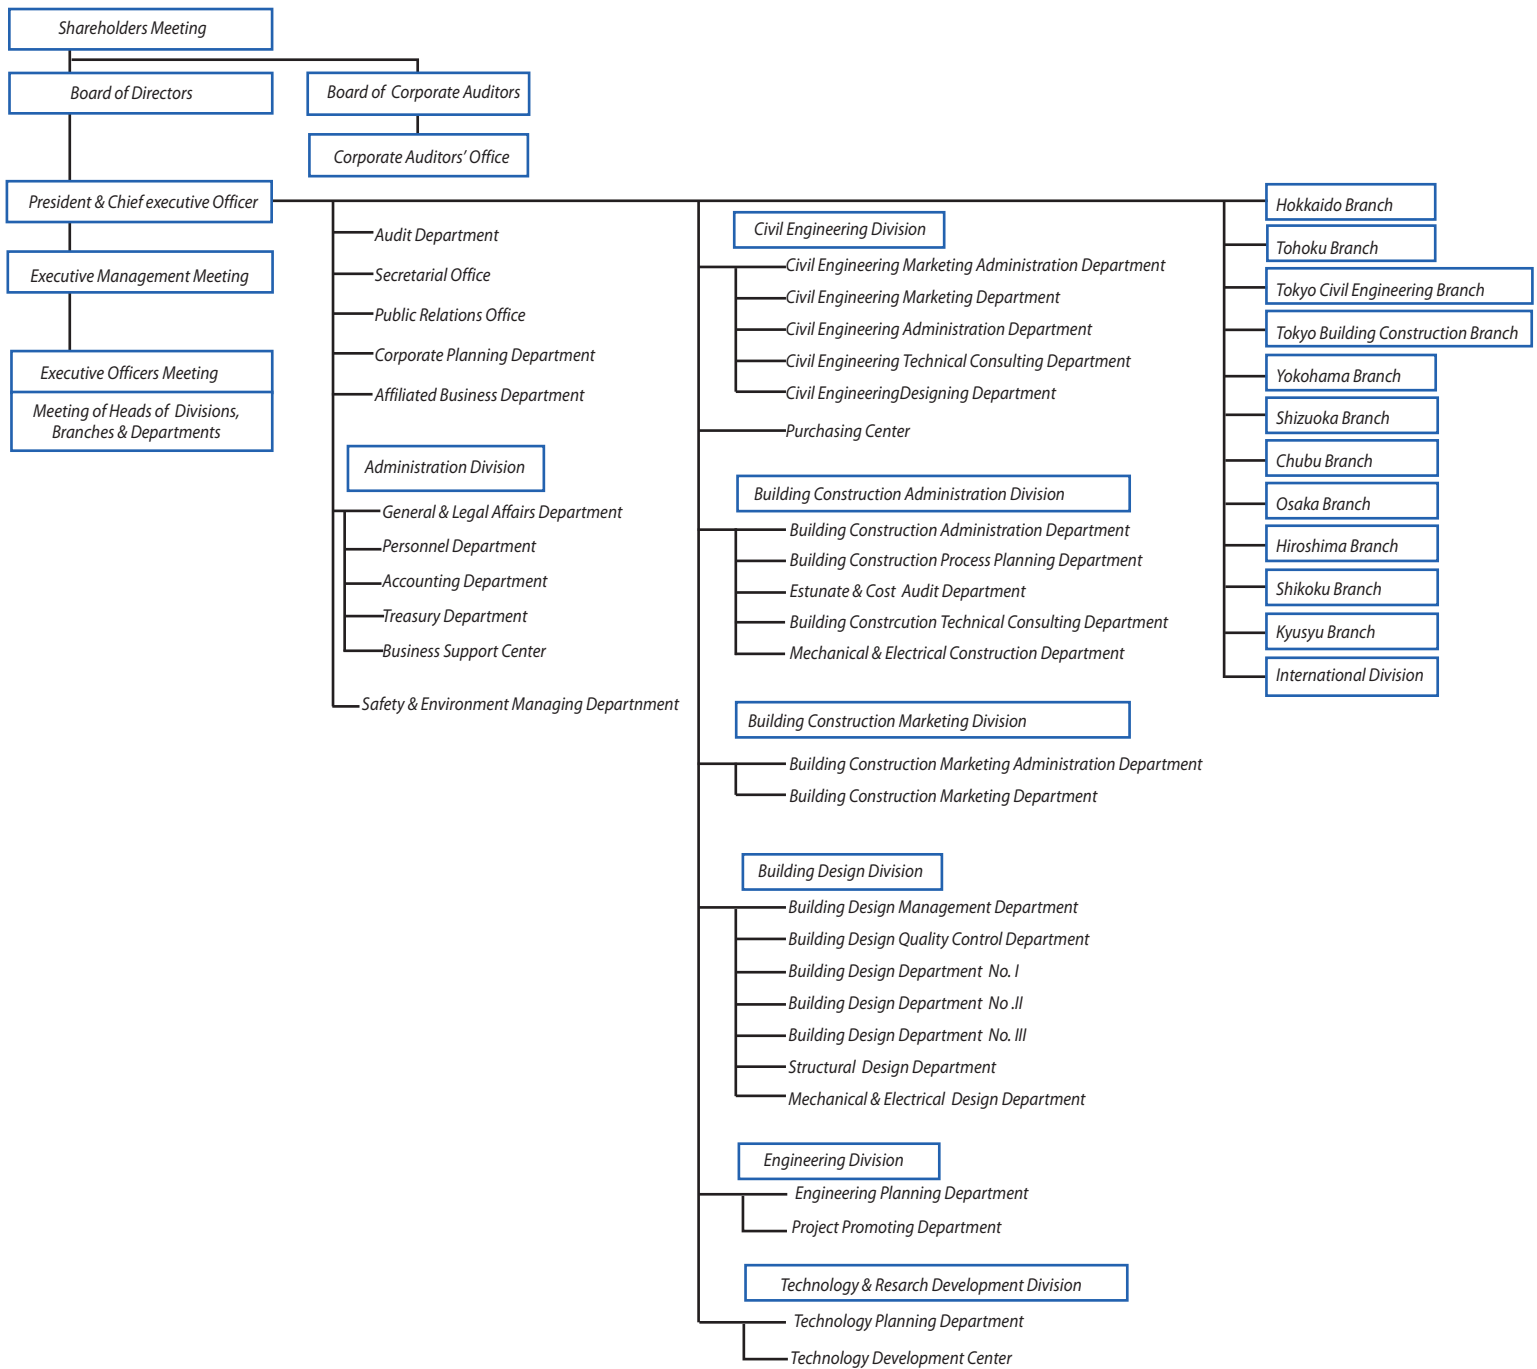 Shareholders Meeting
Board of Directors
Board of Corporate Auditors
Corporate Auditors' Office
President & Chief executive Officer
Executive Management Meeting
Executive Officers Meeting
Meeting of Heads of Divisions,
Branches & Departments
Audit Department
Secretarial Office
Public Relations Office
Corporate Planning Department
Affiliated Business Department
Administration Division
General & Legal Affairs Department
Personnel Department
Accounting Department
Treasury Department
Business Support Center
Safety & Environment Managing Departnment
Civil Engineering Division
Civil Engineering Marketing Administration Department
Civil Engineering Marketing Department
Civil Engineering Administration Department
Civil Engineering Technical Consulting Department
Civil EngineeringDesigning Department
Purchasing Center
Building Construction Administration Division
Building Construction Administration Department
Building Construction Process Planning Department
Estunate & Cost Audit Department
Building Constrcution Technical Consulting Department
Mechanical & Electrical Construction Department
Building Construction Marketing Division
Building Construction Marketing Administration Department
Building Construction Marketing Department
Building Design Division
Building Design Management Department
Building Design Quality Control Department
Building Design Department No. I
Building Design Department No .II
Building Design Department No. III
Structural Design Department
Mechanical & Electrical Design Department
Engineering Division
Engineering Planning Department
Project Promoting Department
Technology & Resarch Development Division
Technology Planning Department
Technology Development Center
Hokkaido Branch
Tohoku Branch
Tokyo Civil Engineering Branch
Tokyo Building Construction Branch
Yokohama Branch
Shizuoka Branch
Chubu Branch
Osaka Branch
Hiroshima Branch
Shikoku Branch
Kyusyu Branch
International Division